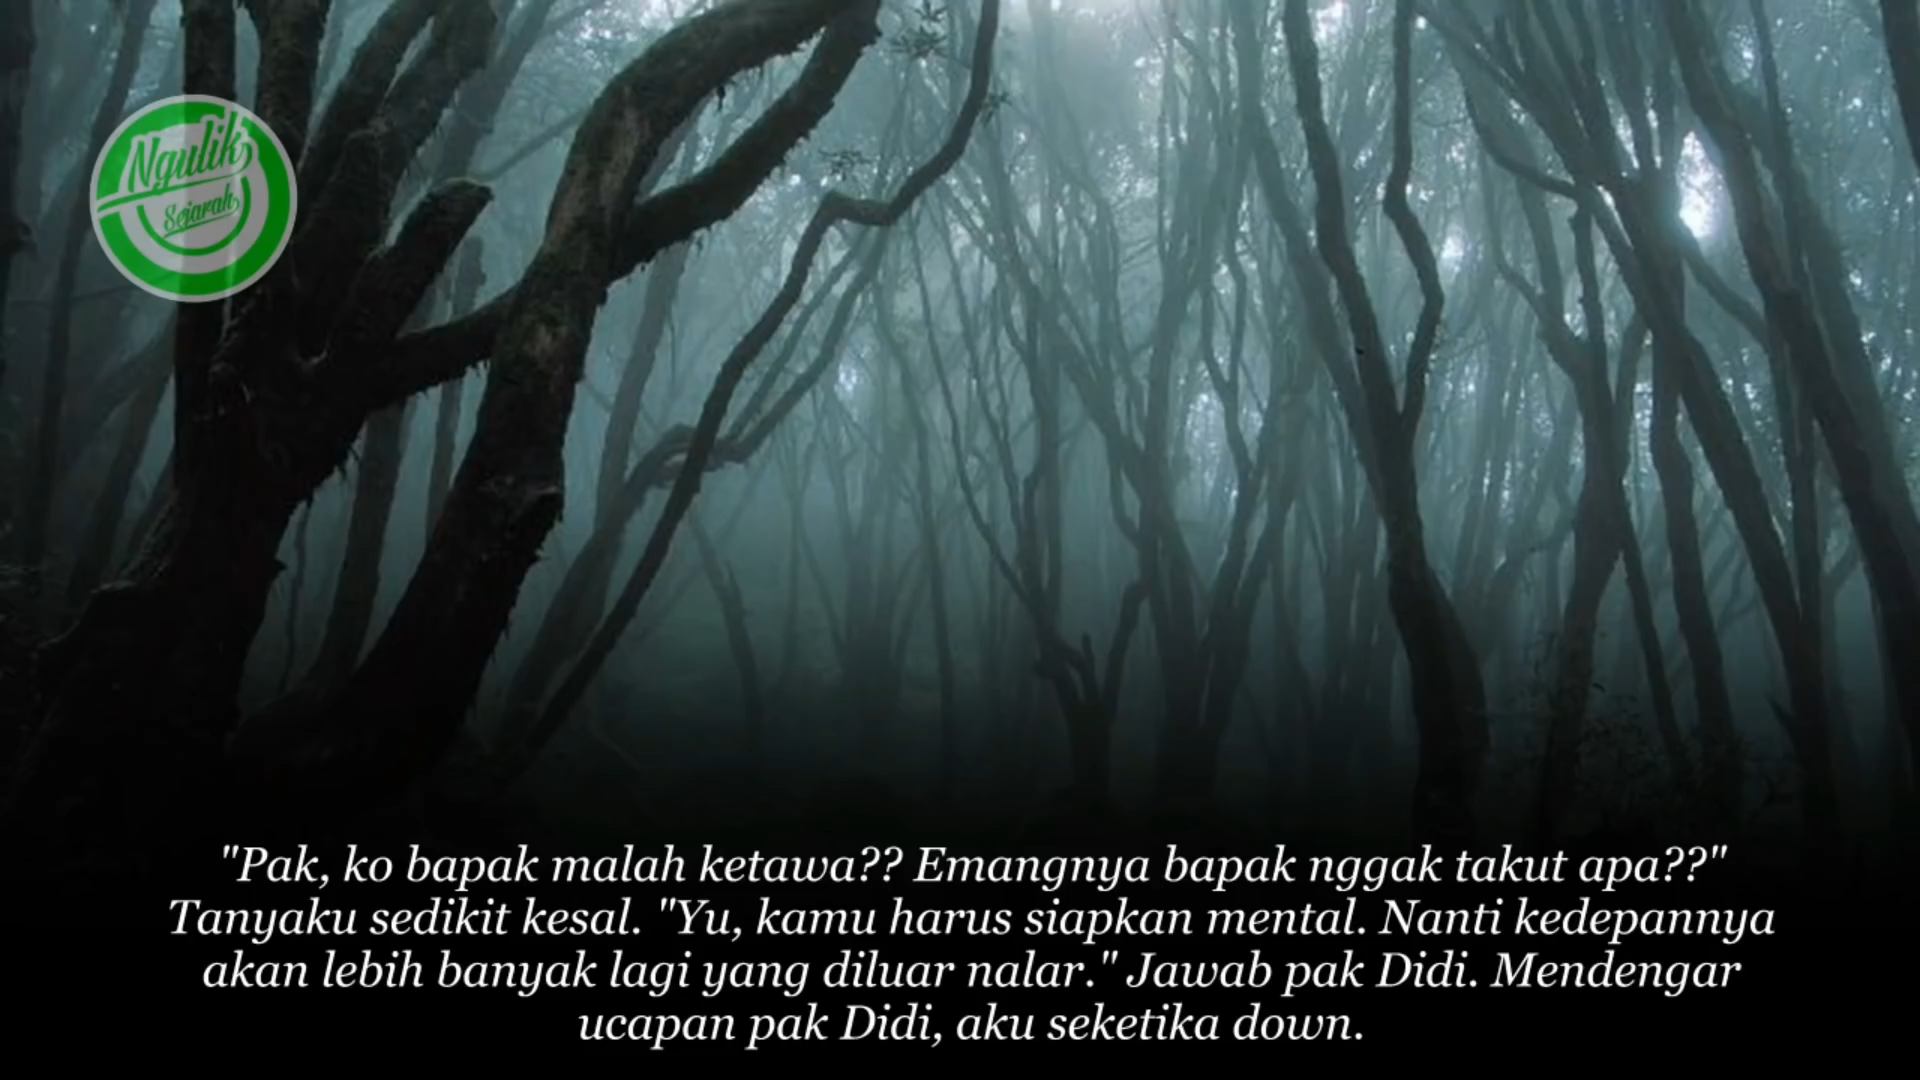 Ngulik
Sejarah
"Pak, ko bapak malah ketawa?? Emangnya bapak nggak takut apa??"
Tanyaku sedikit kesal. "Yu, kamu harus siapkan mental. Nanti kedepannya
akan lebih banyak lagi yang diluar nalar." Jawab pak Didi. Mendengar
ucapan pak Didi, aku seketika down.